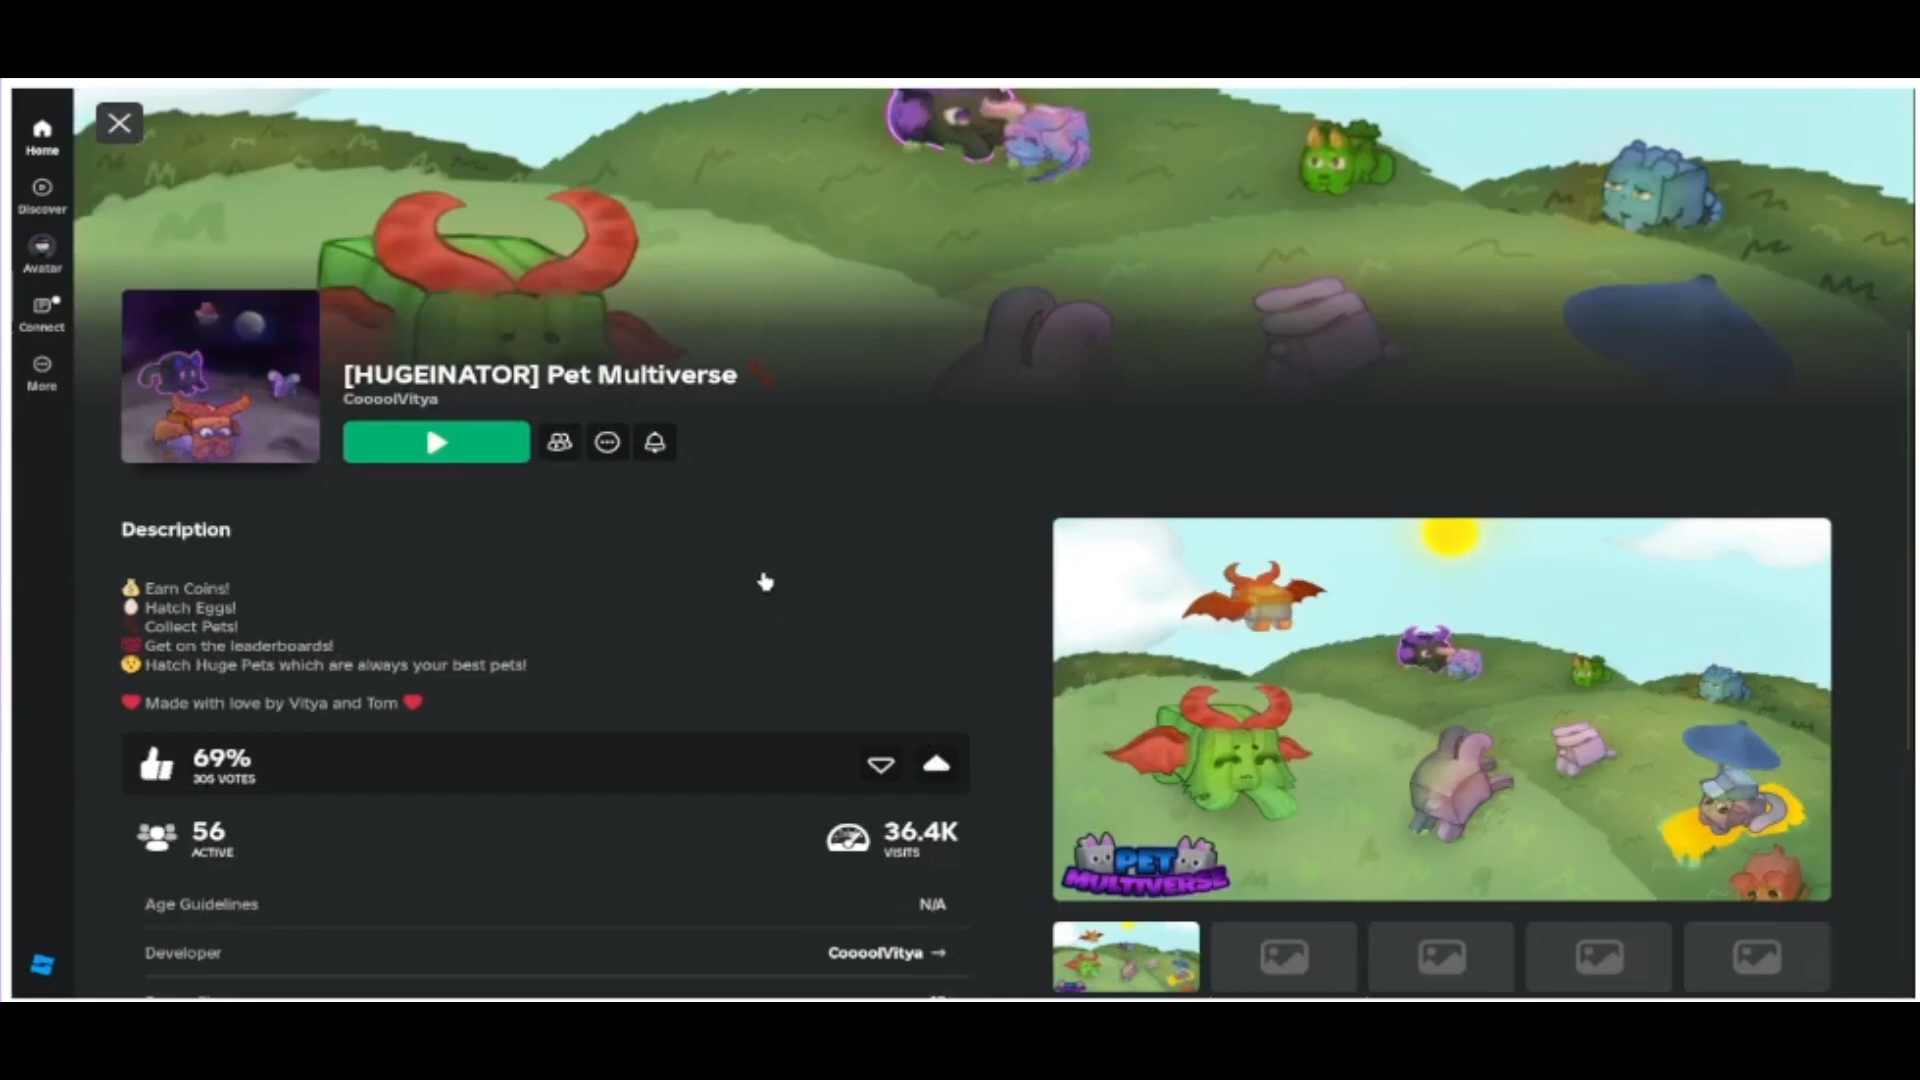 Home
Discover
Avatar
Connect
More
[HUGEINATOR] Pet Multiverse
CoooolVitya
Description
Earn Coins!
Hatch Eggs!
Collect Pets!
💯 Get on the leaderboards!
Hatch Huge Pets which are always your best pets!
Made with love by Vitya and Tom
69%
305 VOTES
56
ACTIVE
36.4K
VISITS
Age Guidelines N/A
Developer CoooolVitya →
PET
MULTIVERSE